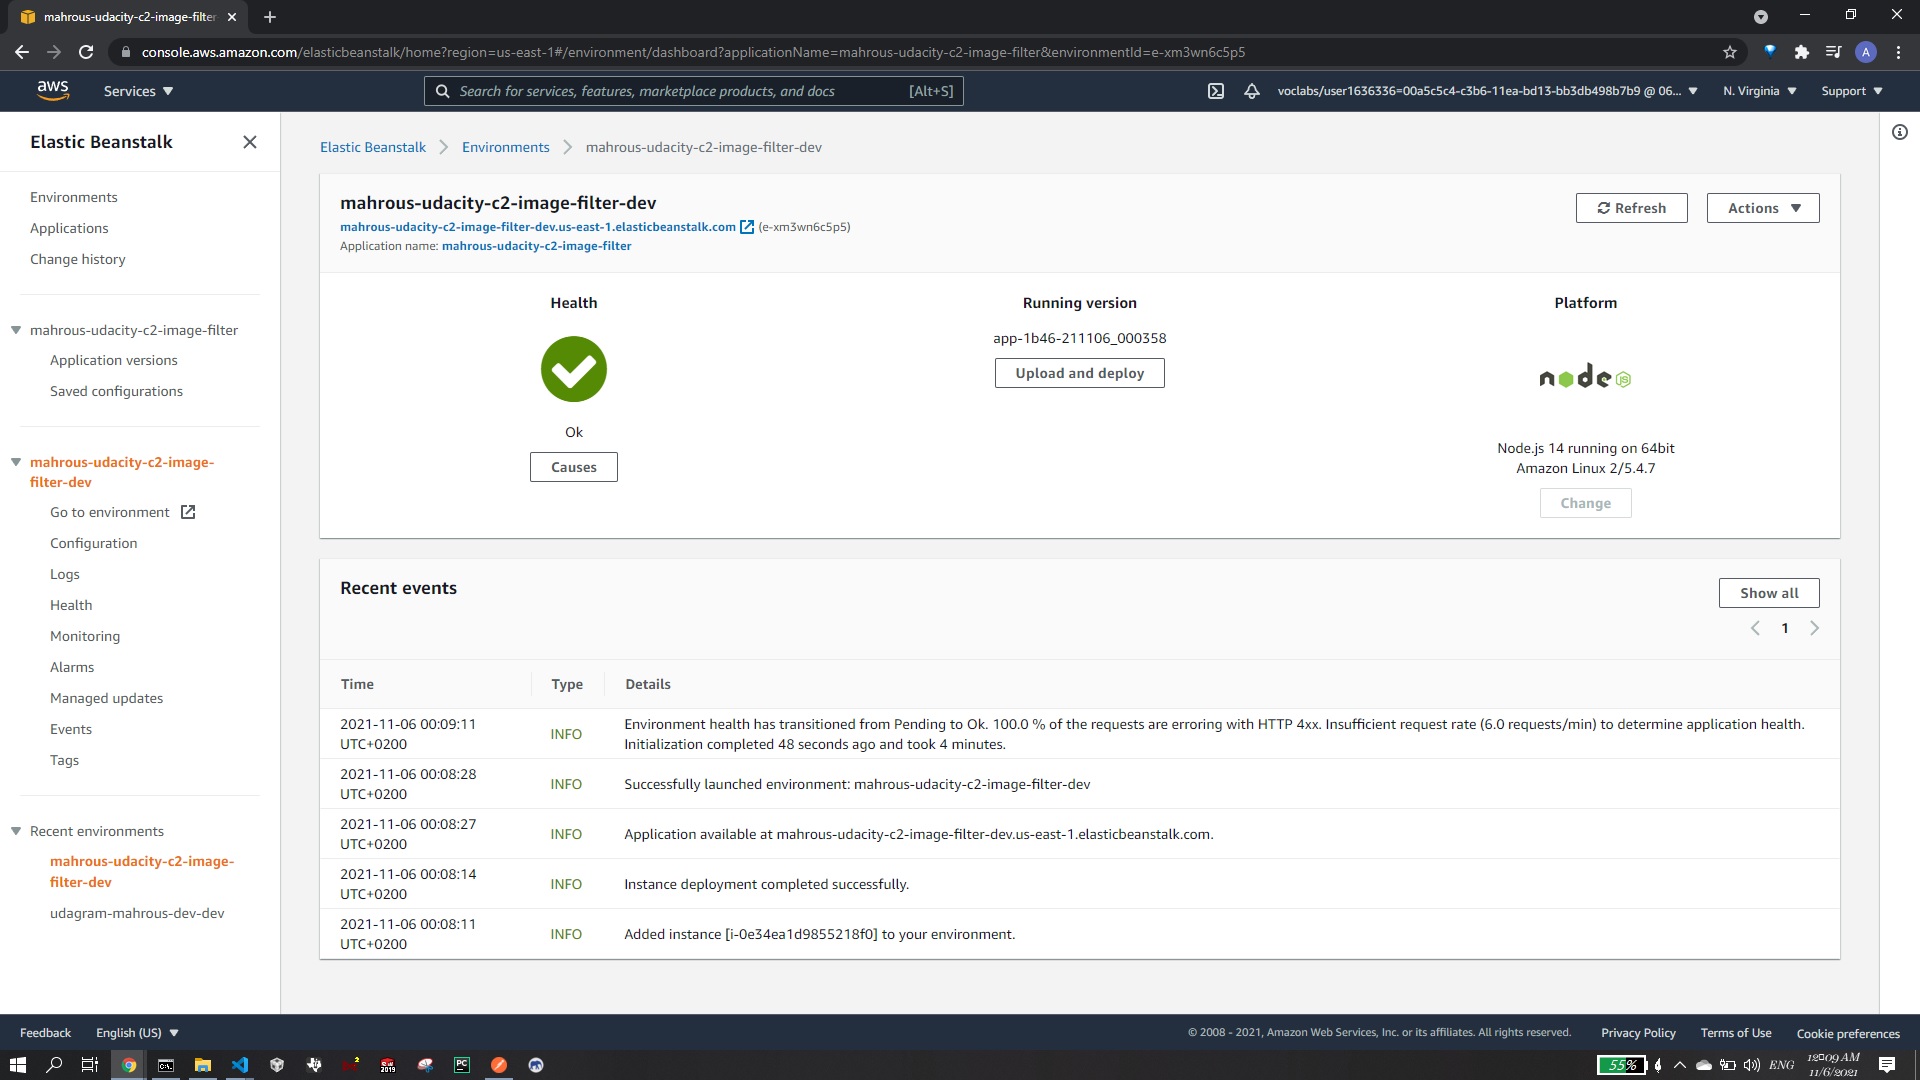 mahrous-udacity-c2-image-filter
console.aws.amazon.com/elasticbeanstalk/home?region=us-east-1#/environment/dashboard?applicationName=mahrous-udacity-c2-image-filter&environmentId=e-xm3wn6c5p5
A
aws
Services
Search for services, features, marketplace products, and docs
[Alt+S]
voclabs/user1636336=00a5c5c4-c3b6-11ea-bd13-bb3db498b7b9 @ 06...
N. Virginia
Support
Elastic Beanstalk
Environments
Applications
Change history
mahrous-udacity-c2-image-filter
Application versions
Saved configurations
mahrous-udacity-c2-image-
filter-dev
Go to environment
Configuration
Logs
Health
Monitoring
Alarms
Managed updates
Events
Tags
Recent environments
mahrous-udacity-c2-image-
filter-dev
udagram-mahrous-dev-dev
Elastic Beanstalk
Environments
mahrous-udacity-c2-image-filter-dev
mahrous-udacity-c2-image-filter-dev
mahrous-udacity-c2-image-filter-dev.us-east-1.elasticbeanstalk.com (e-xm3wn6c5p5)
Application name: mahrous-udacity-c2-image-filter
Refresh
Actions
Health
Ok
Causes
Running version
app-1b46-211106_000358
Upload and deploy
Platform
node JS
Node.js 14 running on 64bit
Amazon Linux 2/5.4.7
Change
Recent events
Show all
1
Time Type Details
2021-11-06 00:09:11
UTC+0200
INFO
Environment health has transitioned from Pending to Ok. 100.0 % of the requests are erroring with HTTP 4xx. Insufficient request rate (6.0 requests/min) to determine application health.
Initialization completed 48 seconds ago and took 4 minutes.
2021-11-06 00:08:28
UTC+0200
INFO
Successfully launched environment: mahrous-udacity-c2-image-filter-dev
2021-11-06 00:08:27
UTC+0200
INFO
Application available at mahrous-udacity-c2-image-filter-dev.us-east-1.elasticbeanstalk.com.
2021-11-06 00:08:14
UTC+0200
INFO
Instance deployment completed successfully.
2021-11-06 00:08:11
UTC+0200
INFO
Added instance [i-0e34ea1d9855218f0] to your environment.
Feedback
English (US)
© 2008 - 2021, Amazon Web Services, Inc. or its affiliates. All rights reserved.
Privacy Policy
Terms of Use
Cookie preferences
2019
PC
55%
ENG
11/6/2021